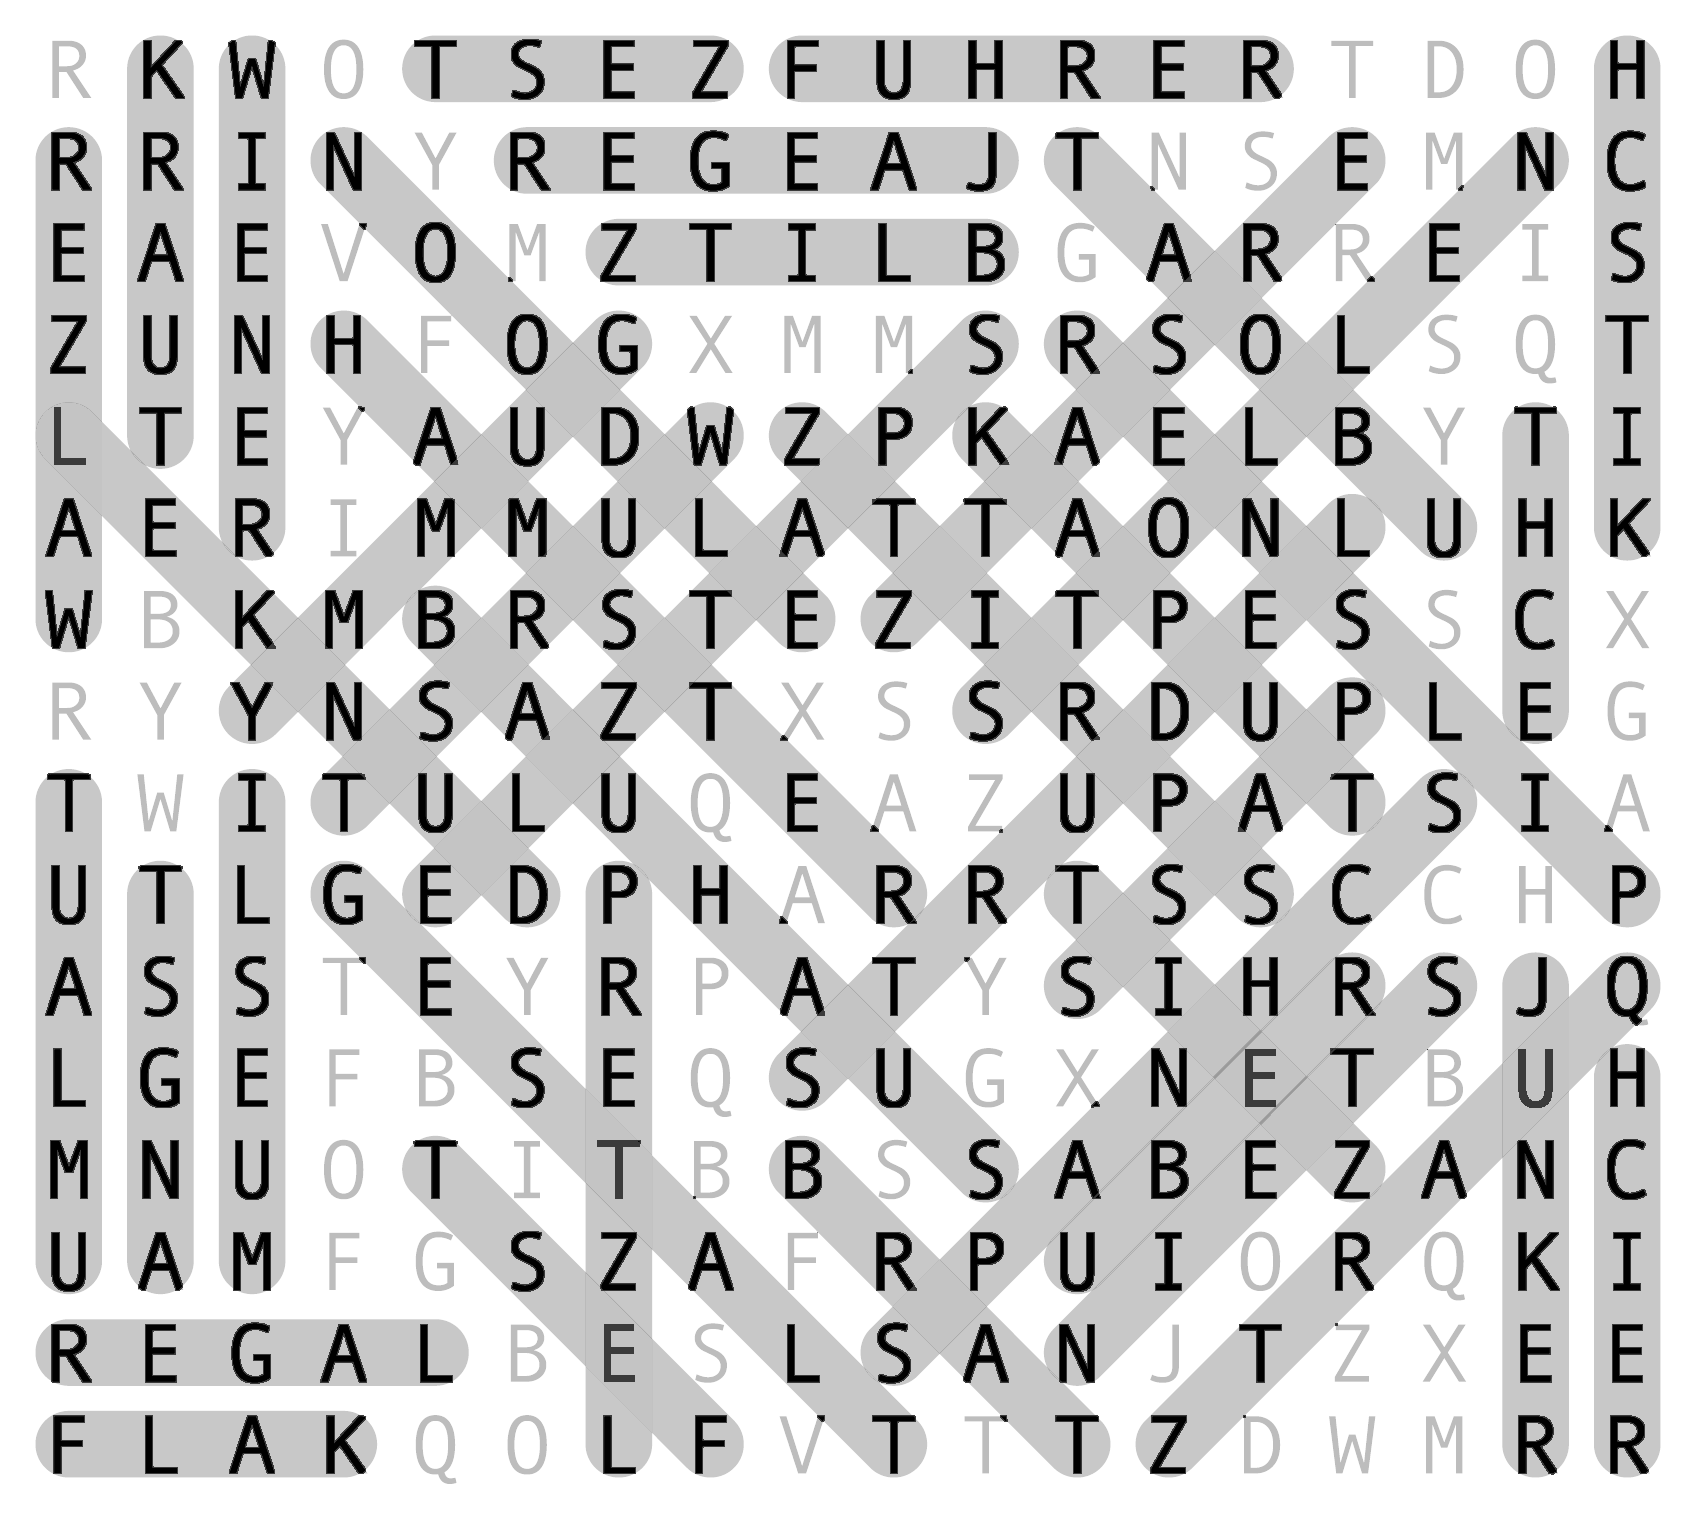 R K W O T S E Z F U H R E R T D O H
R R I N Y R E G E A J T N S E M N C
E A E V O M Z T I L B G A R R E I S
Z U N H F O G X M M S R S O L S Q T
L T E Y A U D W Z P K A E L B Y T I
A E R I M M U L A T T A O N L U H K
W B K M B R S T E Z I T P E S S C X
R Y Y N S A Z T X S S R D U P L E G
T W I T U L U Q E A Z U P A T S I A
U T L G E D P H A R R T S S C C H P
A S S T E Y R P A T Y S I H R S J Q
L G E F B S E Q S U G X N E T B U H
M N U O T I T B B S S A B E Z A N C
U A M F G S Z A F R P U I O R Q K I
R E G A L B E S L S A N J T Z X E E
F L A K Q O L F V T T T Z D W M R R